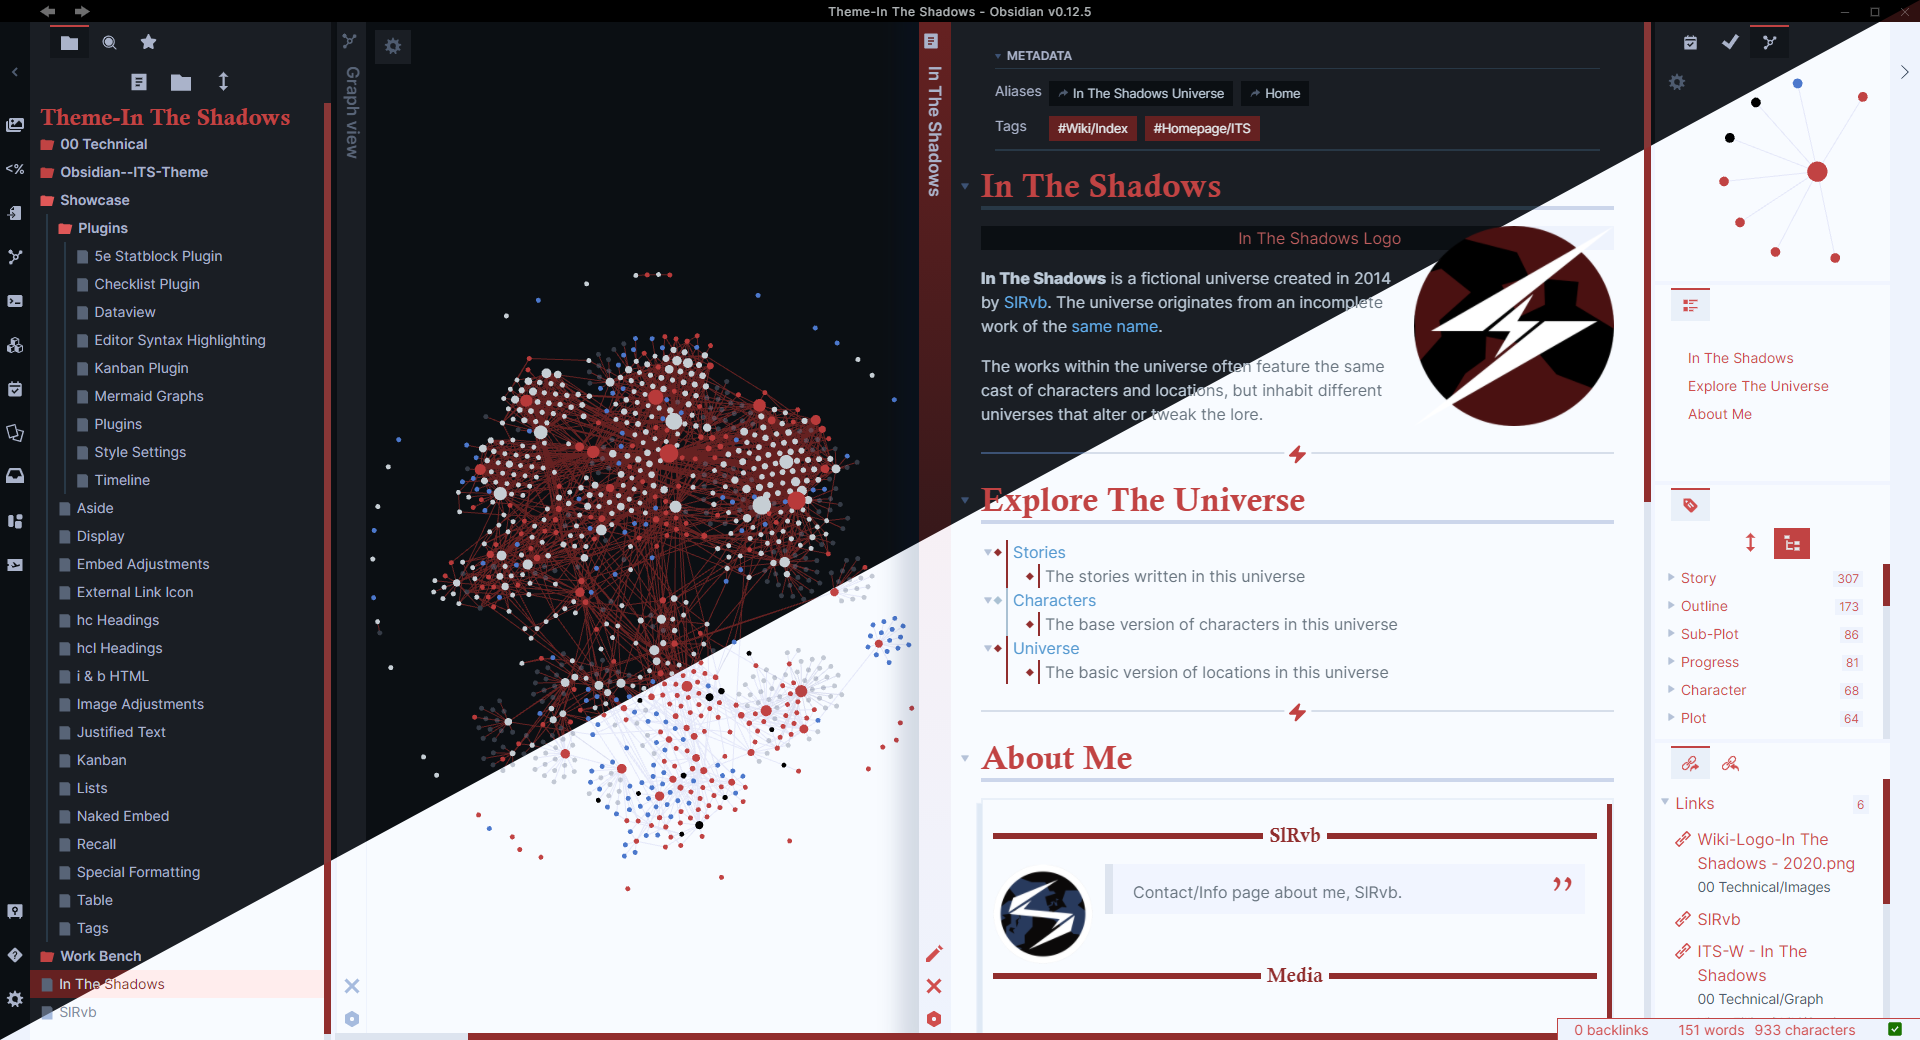 Theme-In The Shadows - Obsidian v0.12.5
Theme-In The Shadows
00 Technical
Obsidian--ITS-Theme
Showcase
Plugins
5e Statblock Plugin
Checklist Plugin
Dataview
Editor Syntax Highlighting
Kanban Plugin
Mermaid Graphs
Plugins
Style Settings
Timeline
Aside
Display
Embed Adjustments
External Link Icon
hc Headings
hcl Headings
i & b HTML
Image Adjustments
Justified Text
Kanban
Lists
Naked Embed
Recall
Special Formatting
Table
Tags
Work Bench
In The Shadows
SlRvb
Graph view
In The Shadows
METADATA
Aliases In The Shadows Universe Home
Tags #Wiki/Index #Homepage/ITS
In The Shadows
In The Shadows Logo
In The Shadows is a fictional universe created in 2014
by SlRvb. The universe originates from an incomplete
work of the same name.
The works within the universe often feature the same
cast of characters and locations, but inhabit different
universes that alter or tweak the lore.
Explore The Universe
Stories
The stories written in this universe
Characters
The base version of characters in this universe
Universe
The basic version of locations in this universe
About Me
SlRvb
Contact/Info page about me, SlRvb.
Media
In The Shadows
Explore The Universe
About Me
Story 307
Outline 173
Sub-Plot 86
Progress 81
Character 68
Plot 64
Links 6
Wiki-Logo-In The
Shadows - 2020.png
00 Technical/Images
SlRvb
ITS-W - In The
Shadows
00 Technical/Graph
0 backlinks 151 words 933 characters